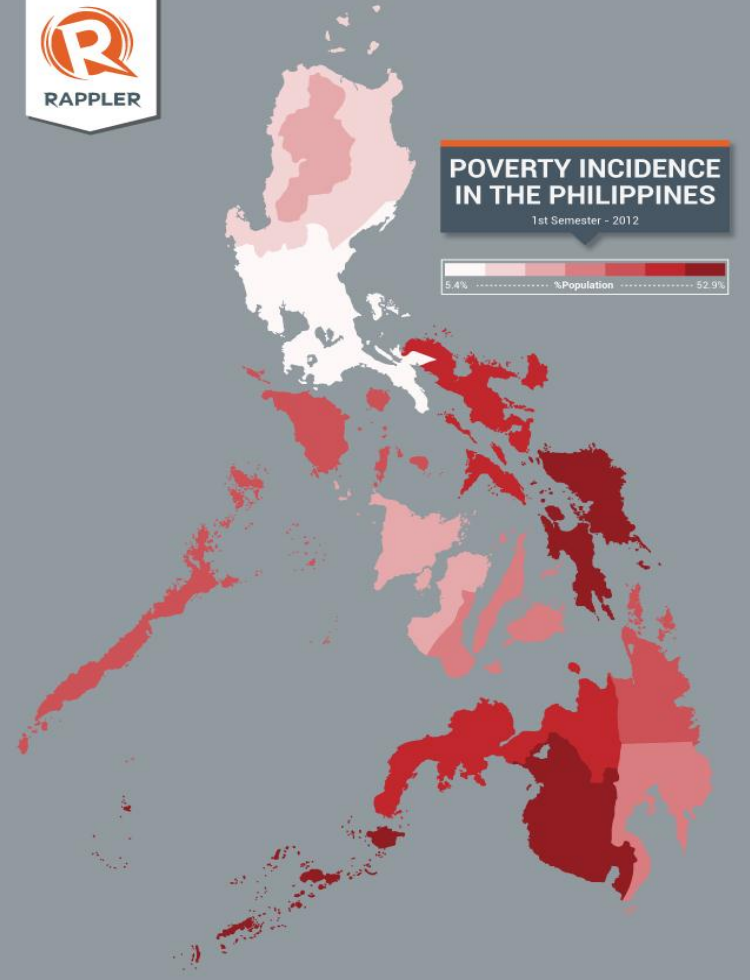 R
RAPPLER
POVERTY INCIDENCE
IN THE PHILIPPINES
1st Semester - 2012
5.4% %Population 52.9%